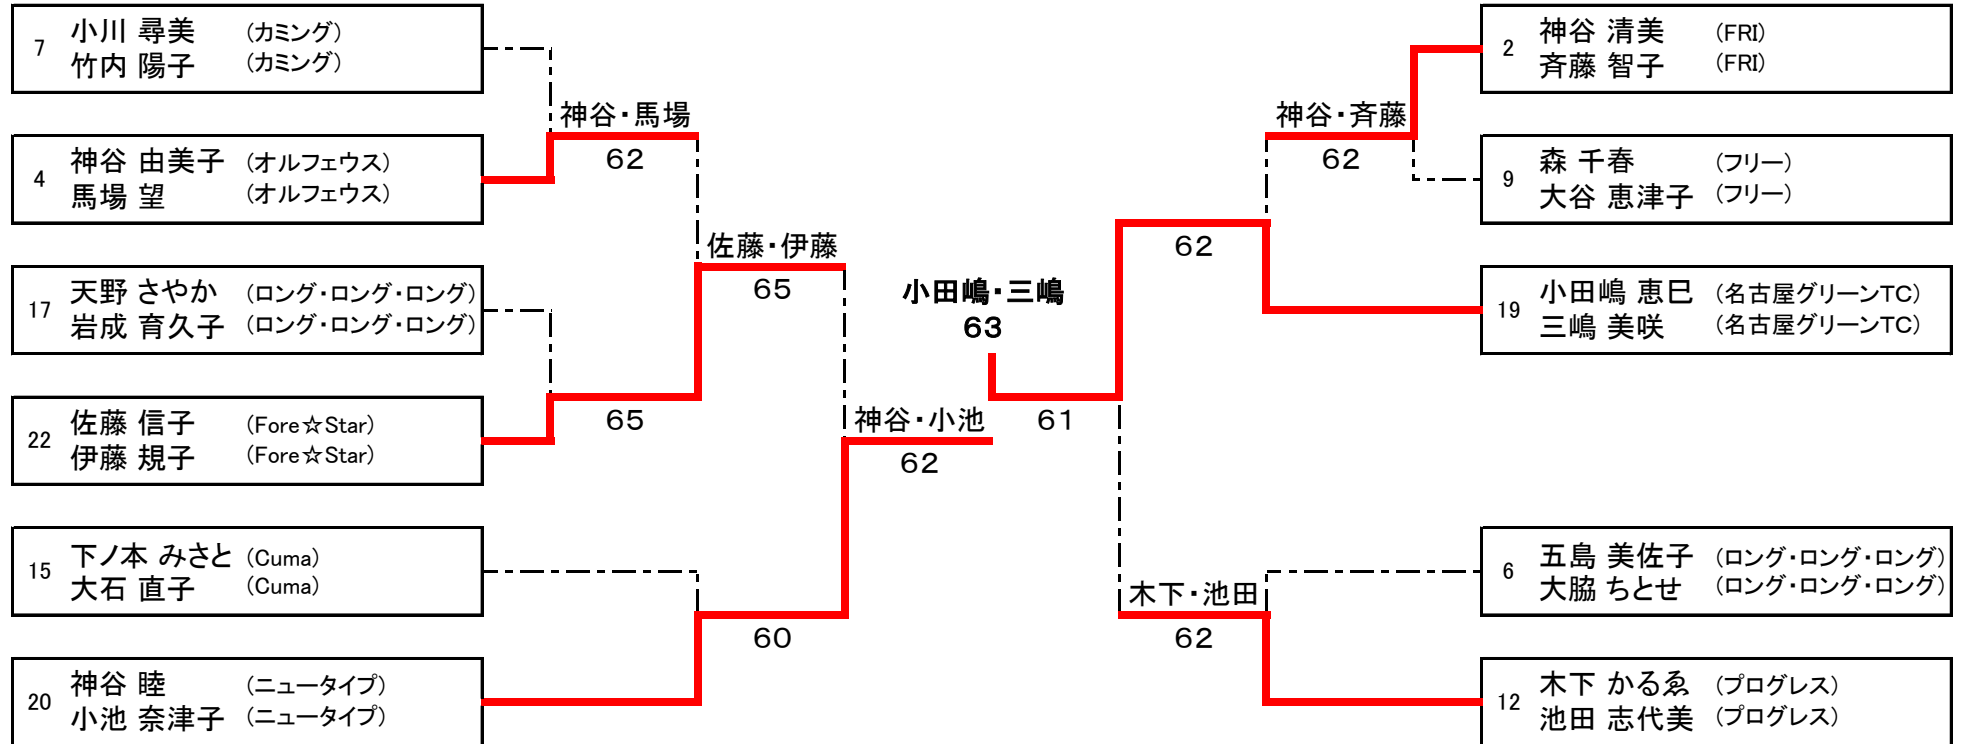 7
小川 尋美 (カミング)
竹内 陽子 (カミング)
4
神谷 由美子 (オルフェウス)
馬場 望 (オルフェウス)
17
天野 さやか (ロング・ロング・ロング)
岩成 育久子 (ロング・ロング・ロング)
22
佐藤 信子 (Fore☆Star)
伊藤 規子 (Fore☆Star)
15
下ノ本 みさと (Cuma)
大石 直子 (Cuma)
20
神谷 睦 (ニュータイプ)
小池 奈津子 (ニュータイプ)
神谷・馬場
62
65
佐藤・伊藤
65
60
神谷・小池
62
小田嶋・三嶋
63
61
62
神谷・斉藤
62
木下・池田
62
2
神谷 清美 (FRI)
斉藤 智子 (FRI)
9
森 千春 (フリー)
大谷 恵津子 (フリー)
19
小田嶋 恵巳 (名古屋グリーンTC)
三嶋 美咲 (名古屋グリーンTC)
6
五島 美佐子 (ロング・ロング・ロング)
大脇 ちとせ (ロング・ロング・ロング)
12
木下 かるゑ (プログレス)
池田 志代美 (プログレス)